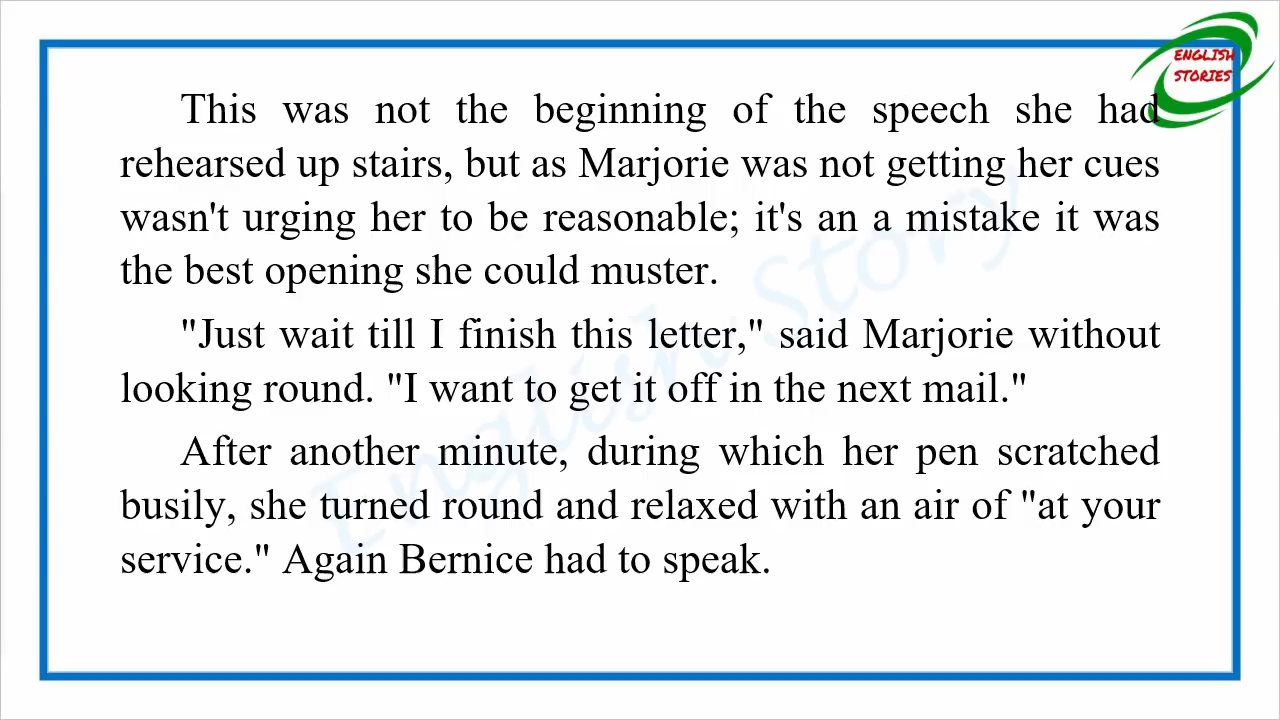 ENGLISH
STORIES
This was not the beginning of the speech she had
rehearsed up stairs, but as Marjorie was not getting her cues
wasn't urging her to be reasonable; it's an a mistake it was
the best opening she could muster.
"Just wait till I finish this letter," said Marjorie without
looking round. "I want to get it off in the next mail."
After another minute, during which her pen scratched
busily, she turned round and relaxed with an air of "at your
service." Again Bernice had to speak.
English Story